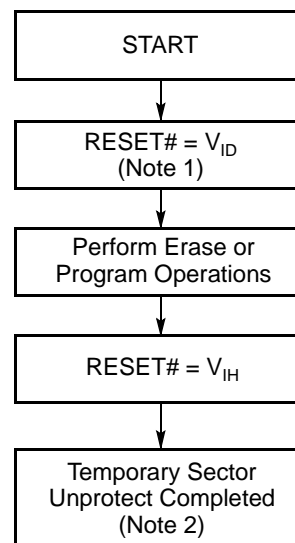 START
RESET# = VID
(Note 1)
Perform Erase or
Program Operations
RESET# = VIH
Temporary Sector
Unprotect Completed
(Note 2)